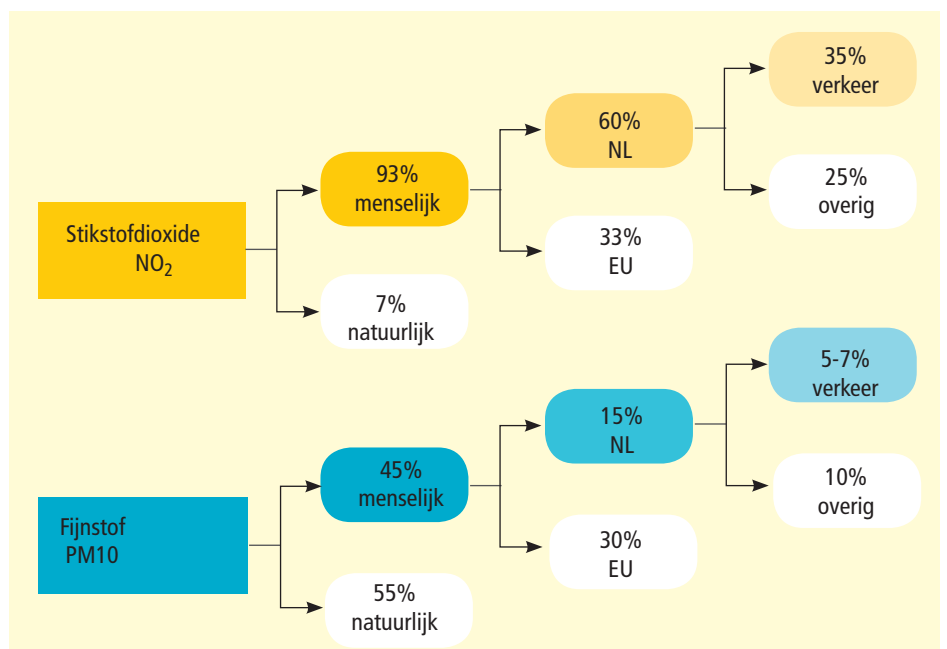 Stikstofdioxide
NO₂
93%
menselijk
7%
natuurlijk
60%
NL
33%
EU
35%
verkeer
25%
overig
Fijnstof
PM10
45%
menselijk
55%
natuurlijk
15%
NL
30%
EU
5-7%
verkeer
10%
overig